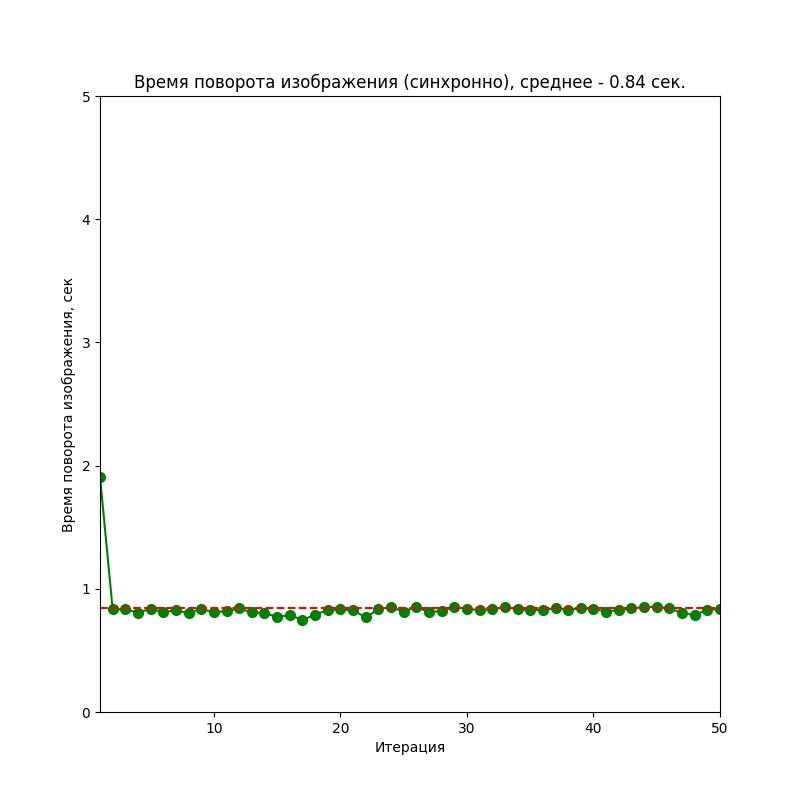 Время поворота изображения (синхронно), среднее - 0.84 сек.
5
4
3
2
1
0
Время поворота изображения, сек
10 20 30 40 50
Итерация